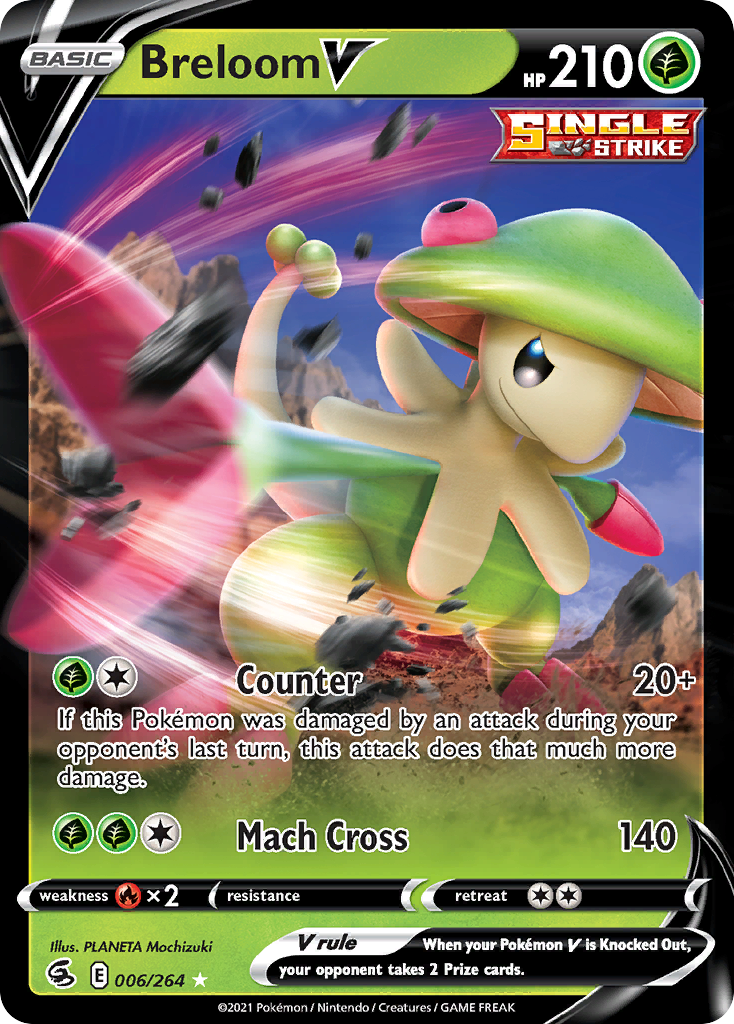 BASIC Breloom V HP 210
SINGLE
STRIKE
Counter 20+
If this Pokémon was damaged by an attack during your
opponent's last turn, this attack does that much more
damage.
Mach Cross 140
weakness ×2 resistance retreat
Illus. PLANETA Mochizuki
V rule When your Pokémon V is Knocked Out,
your opponent takes 2 Prize cards.
E 006/264
©2021 Pokémon / Nintendo / Creatures / GAME FREAK